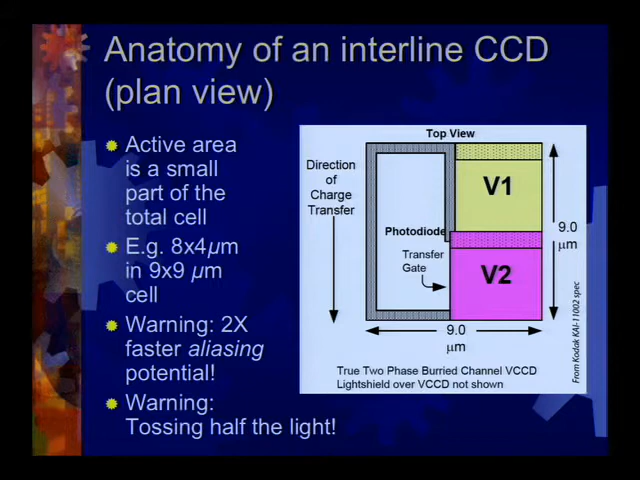 Anatomy of an interline CCD
(plan view)
Active area
is a small
part of the
total cell
E.g. 8x4µm
in 9x9 µm
cell
Warning: 2X
faster aliasing
potential!
Warning:
Tossing half the light!
Top View
Direction
of
Charge
Transfer
V1
Photodiode
Transfer
Gate
V2
9.0
µm
9.0
µm
True Two Phase Burried Channel VCCD
Lightshield over VCCD not shown
From Kodak KAI-11002 spec